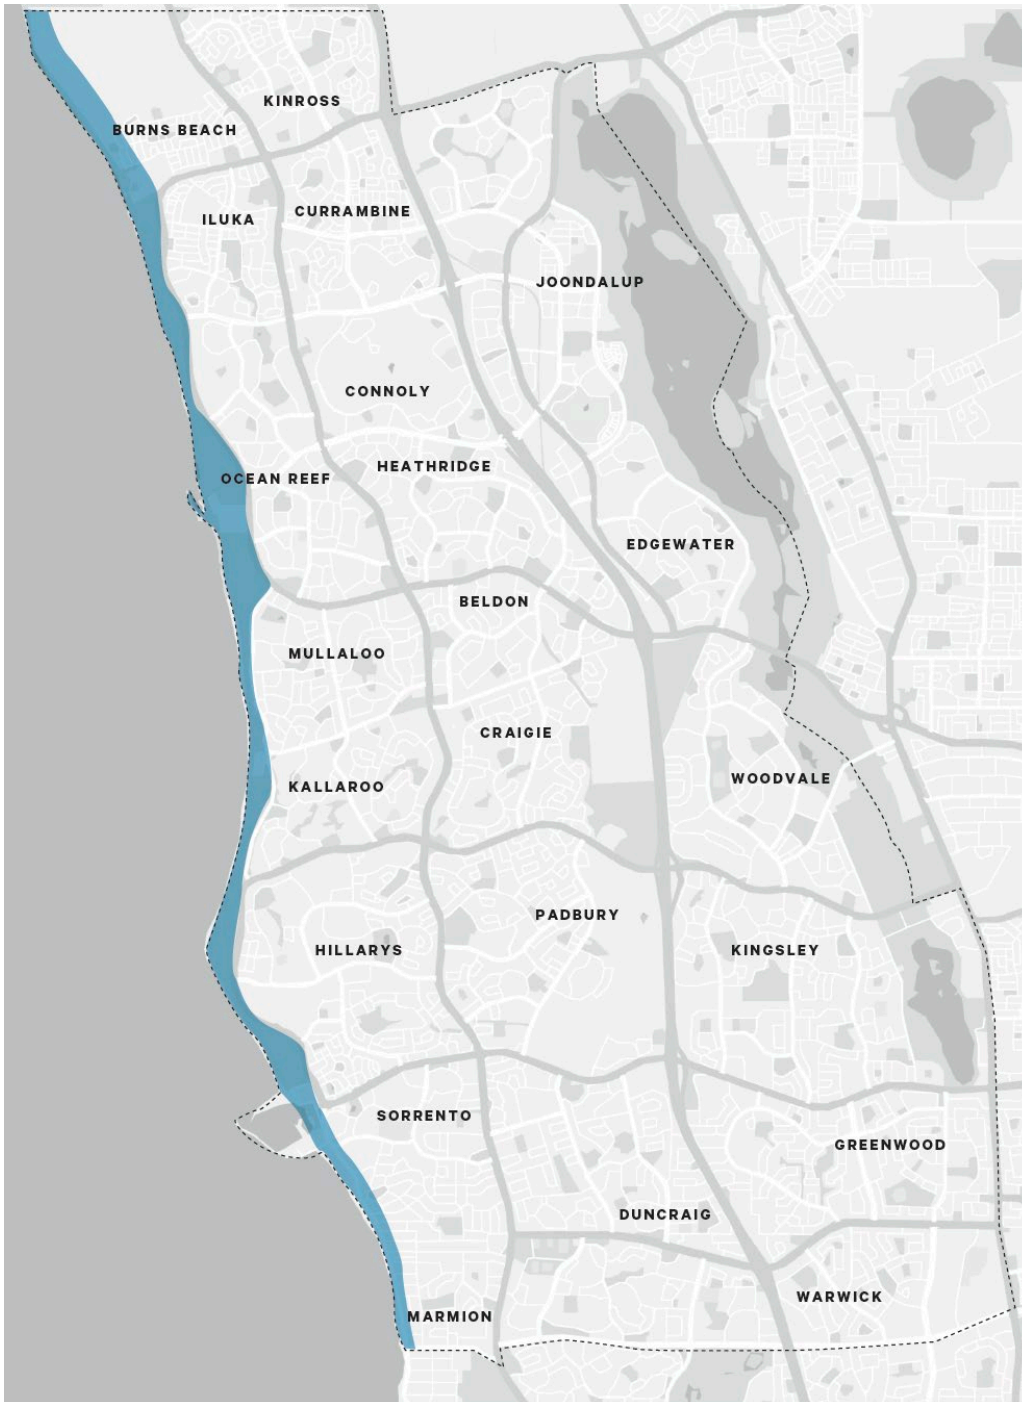 KINROSS
BURNS BEACH
ILUKA
CURRAMBINE
JOONDALUP
CONNOLY
HEATHRIDGE
OCEAN REEF
EDGEWATER
BELDON
MULLALOO
CRAIGIE
WOODVALE
KALLAROO
PADBURY
HILLARYS
KINGSLEY
SORRENTO
GREENWOOD
DUNCRAIG
WARWICK
MARMION